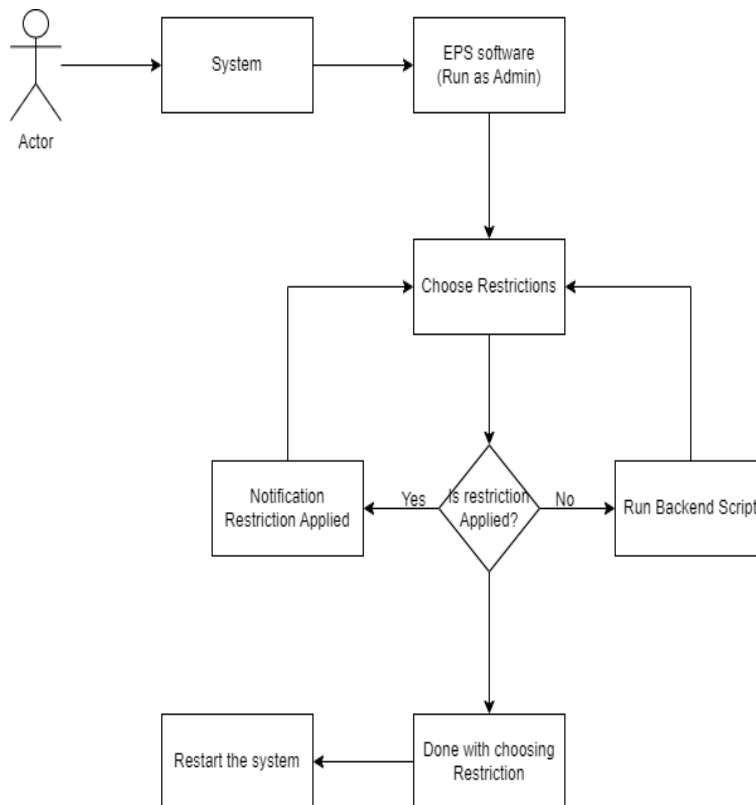 System
EPS software
(Run as Admin)
Actor
Choose Restrictions
Notification
Restriction Applied
Yes
Is restriction
Applied?
No
Run Backend Script
Restart the system
Done with choosing
Restriction